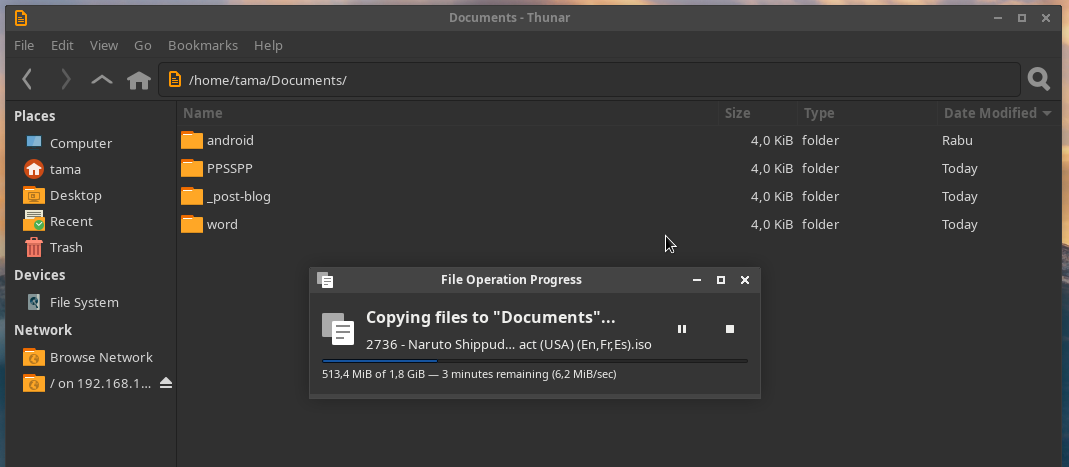 Documents - Thunar
File Edit View Go Bookmarks Help
/home/tama/Documents/
Places
Computer
tama
Desktop
Recent
Trash
Devices
File System
Network
Browse Network
/ on 192.168.1...
Name Size Type Date Modified
android 4,0 KiB folder Rabu
PPSSPP 4,0 KiB folder Today
_post-blog 4,0 KiB folder Today
word 4,0 KiB folder Today
File Operation Progress
Copying files to "Documents"...
2736 - Naruto Shippud... act (USA) (En,Fr,Es).iso
513,4 MiB of 1,8 GiB — 3 minutes remaining (6,2 MiB/sec)